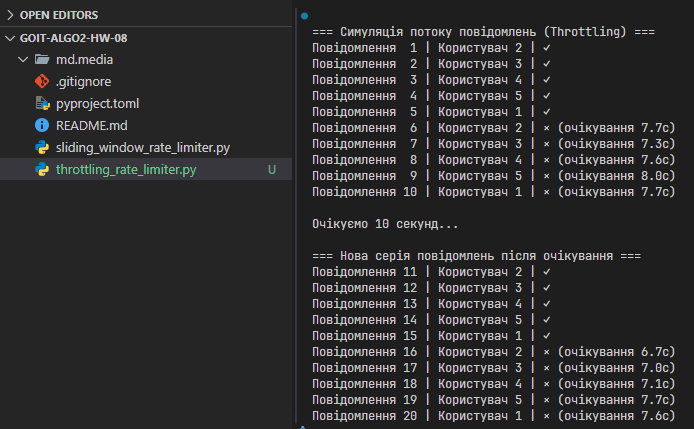 OPEN EDITORS
GOIT-ALGO2-HW-08
md.media
.gitignore
pyproject.toml
README.md
sliding_window_rate_limiter.py
throttling_rate_limiter.py U
=== Симуляція потоку повідомлень (Throttling) ===
Повідомлення  1 | Користувач 2 | ✓
Повідомлення  2 | Користувач 3 | ✓
Повідомлення  3 | Користувач 4 | ✓
Повідомлення  4 | Користувач 5 | ✓
Повідомлення  5 | Користувач 1 | ✓
Повідомлення  6 | Користувач 2 | × (очікування 7.7с)
Повідомлення  7 | Користувач 3 | × (очікування 7.3с)
Повідомлення  8 | Користувач 4 | × (очікування 7.6с)
Повідомлення  9 | Користувач 5 | × (очікування 8.0с)
Повідомлення 10 | Користувач 1 | × (очікування 7.7с)
Очікуємо 10 секунд...
=== Нова серія повідомлень після очікування ===
Повідомлення 11 | Користувач 2 | ✓
Повідомлення 12 | Користувач 3 | ✓
Повідомлення 13 | Користувач 4 | ✓
Повідомлення 14 | Користувач 5 | ✓
Повідомлення 15 | Користувач 1 | ✓
Повідомлення 16 | Користувач 2 | × (очікування 6.7с)
Повідомлення 17 | Користувач 3 | × (очікування 7.0с)
Повідомлення 18 | Користувач 4 | × (очікування 7.1с)
Повідомлення 19 | Користувач 5 | × (очікування 7.7с)
Повідомлення 20 | Користувач 1 | × (очікування 7.6с)